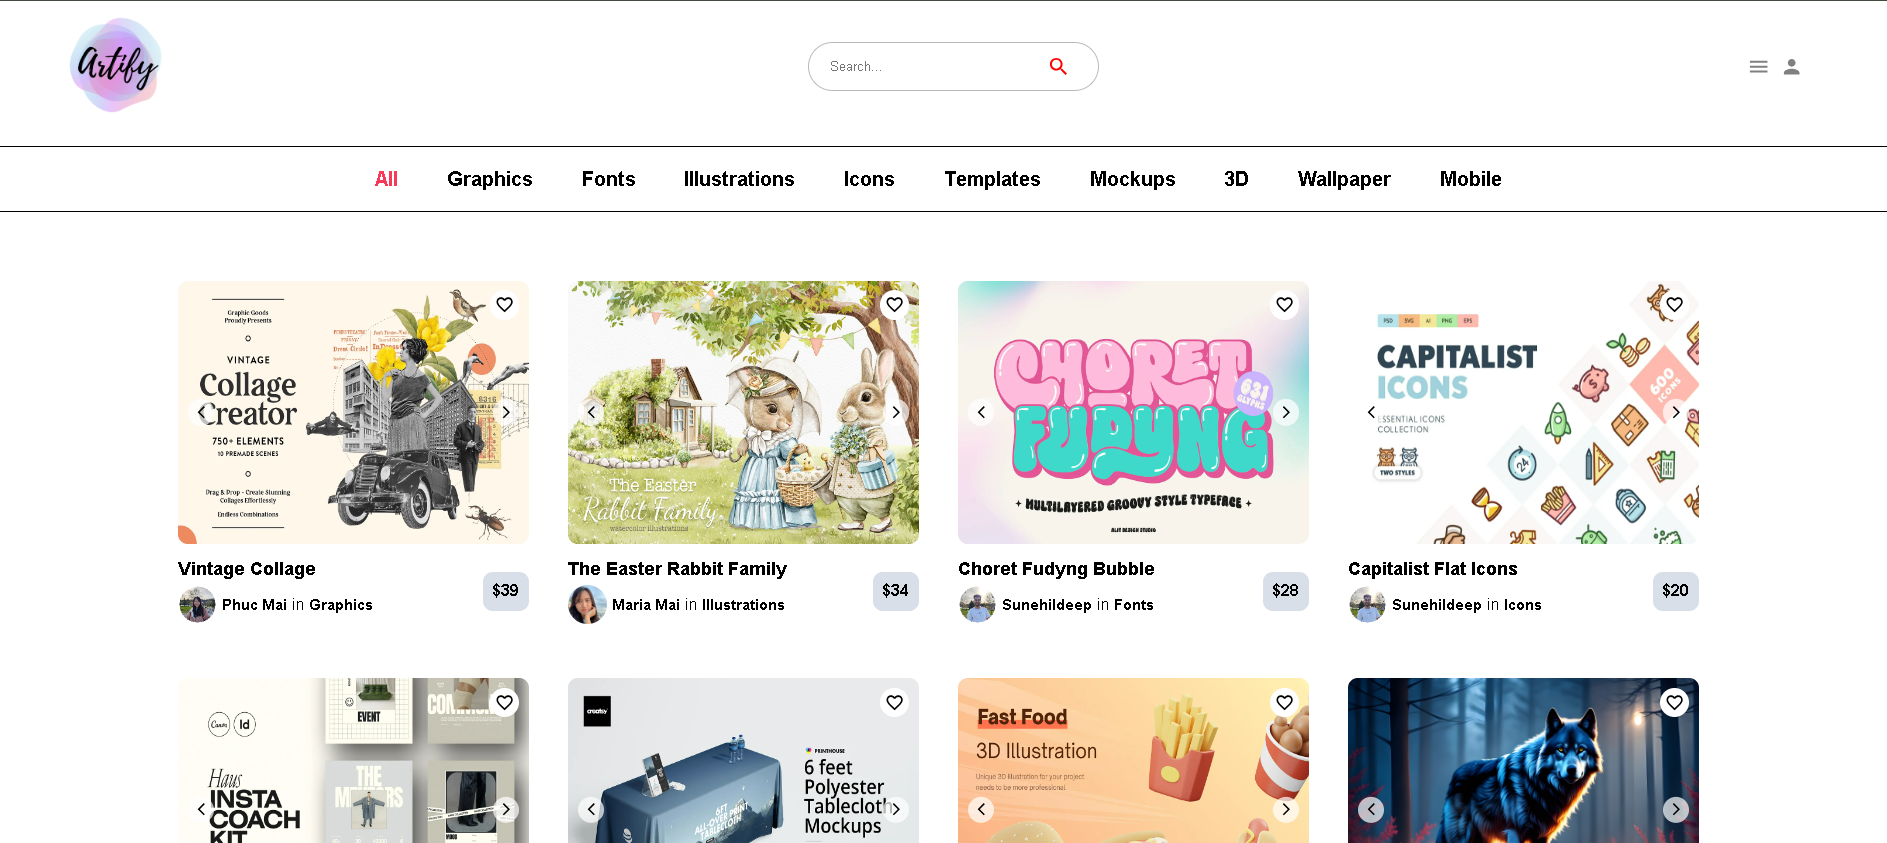 Artify
Search...
All
Graphics
Fonts
Illustrations
Icons
Templates
Mockups
3D
Wallpaper
Mobile
Graphic Goods
Proudly Presents
VINTAGE
Collage
Creator
750+ ELEMENTS
10 PREMADE SCENES
Drag & Drop - Create Stunning
Collages Effortlessly
Endless Combinations
The Easter
Rabbit Family
watercolor illustrations
CHORET
FUDYNG
631
GLYPHS
MULTILAYERED GROOVY STYLE TYPEFACE
ALIT DESIGN STUDIO
PSD SVG AI PNG EPS
CAPITALIST
ICONS
ESSENTIAL ICONS
COLLECTION
TWO STYLES
600
ICONS
24
Vintage Collage
Phuc Mai in Graphics
$39
The Easter Rabbit Family
Maria Mai in Illustrations
$34
Choret Fudyng Bubble
Sunehildeep in Fonts
$28
Capitalist Flat Icons
Sunehildeep in Icons
$20
Canva
Id
EVENT
Haus
INSTA
COACH
KIT
THE
creatsy
PRINTHOUSE
6 feet
Polyester
Tablecloth
Mockups
6FT
ALL-OVER PRINT
TABLECLOTH
Fast Food
3D Illustration
Unique 3D illustration for your project
needs to be more professional.